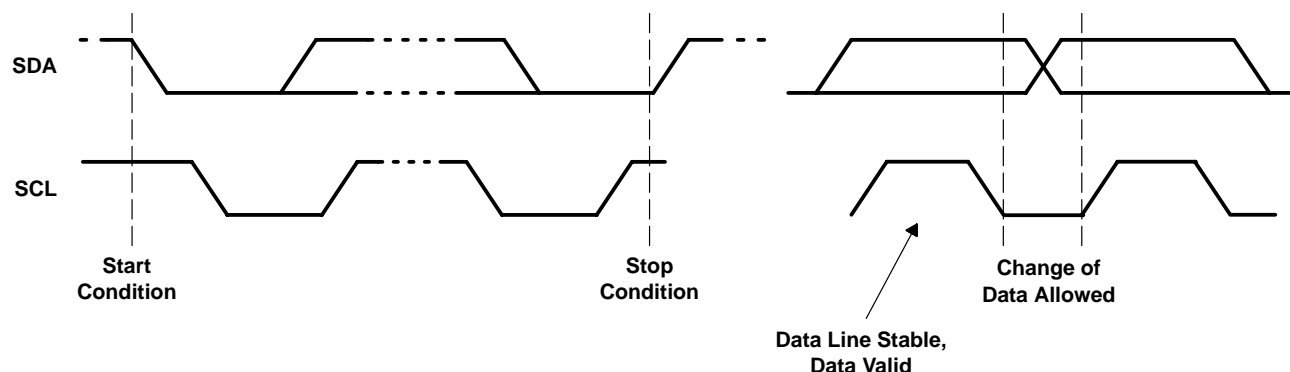 SDA
SCL
Start
Condition
Stop
Condition
Change of
Data Allowed
Data Line Stable,
Data Valid